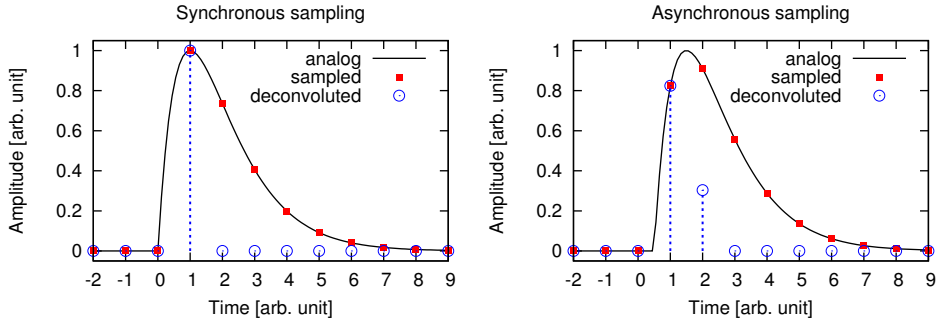 Synchronous sampling
Amplitude [arb. unit]
1
0.8
0.6
0.4
0.2
0
analog
sampled
deconvoluted
-2 -1 0 1 2 3 4 5 6 7 8 9
Time [arb. unit]
Asynchronous sampling
Amplitude [arb. unit]
1
0.8
0.6
0.4
0.2
0
analog
sampled
deconvoluted
-2 -1 0 1 2 3 4 5 6 7 8 9
Time [arb. unit]